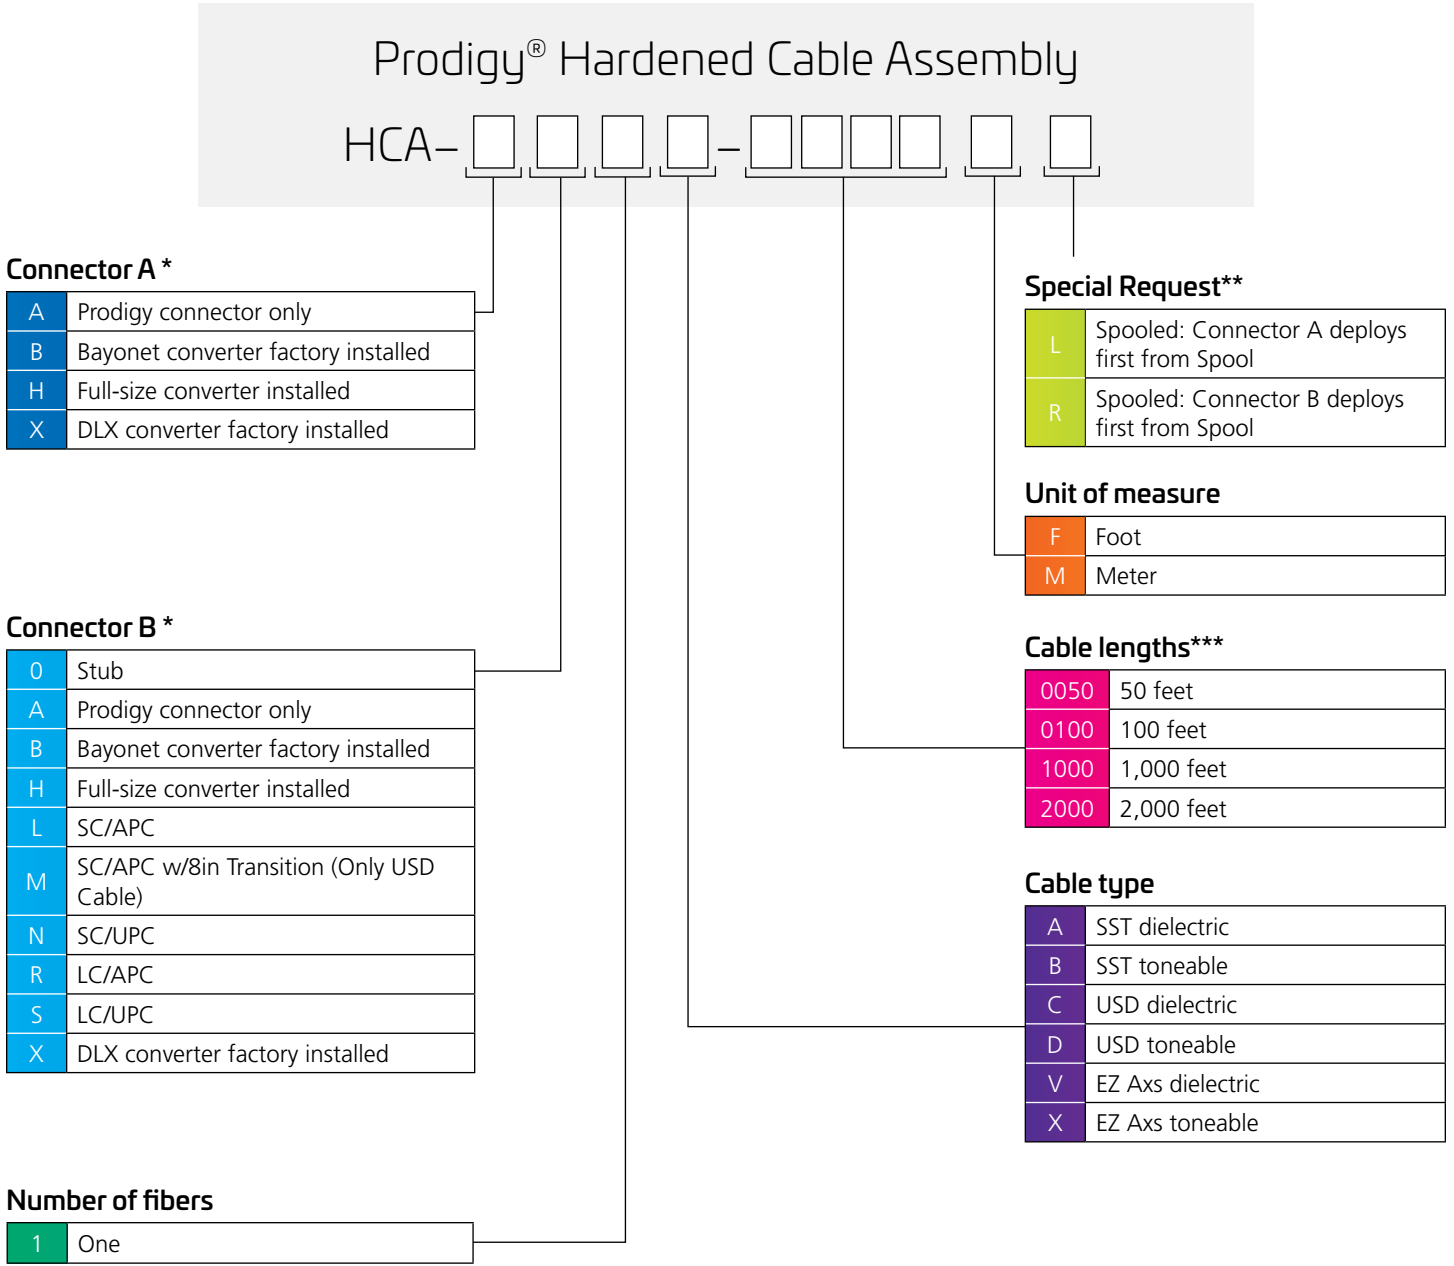 Prodigy® Hardened Cable Assembly
HCA– –
Connector A *
A Prodigy connector only
B Bayonet converter factory installed
H Full-size converter installed
X DLX converter factory installed
Connector B *
0 Stub
A Prodigy connector only
B Bayonet converter factory installed
H Full-size converter installed
L SC/APC
M SC/APC w/8in Transition (Only USD
Cable)
N SC/UPC
R LC/APC
S LC/UPC
X DLX converter factory installed
Number of fibers
1 One
Special Request**
L Spooled: Connector A deploys
first from Spool
R Spooled: Connector B deploys
first from Spool
Unit of measure
F Foot
M Meter
Cable lengths***
0050 50 feet
0100 100 feet
1000 1,000 feet
2000 2,000 feet
Cable type
A SST dielectric
B SST toneable
C USD dielectric
D USD toneable
V EZ Axs dielectric
X EZ Axs toneable